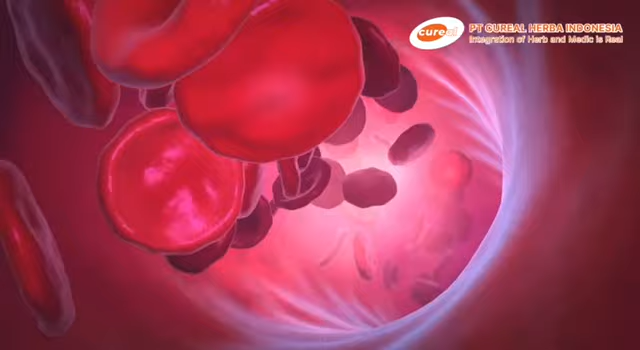 cureal
PT CUREAL HERBA INDONESIA
Integration of Herb and Medic is Real